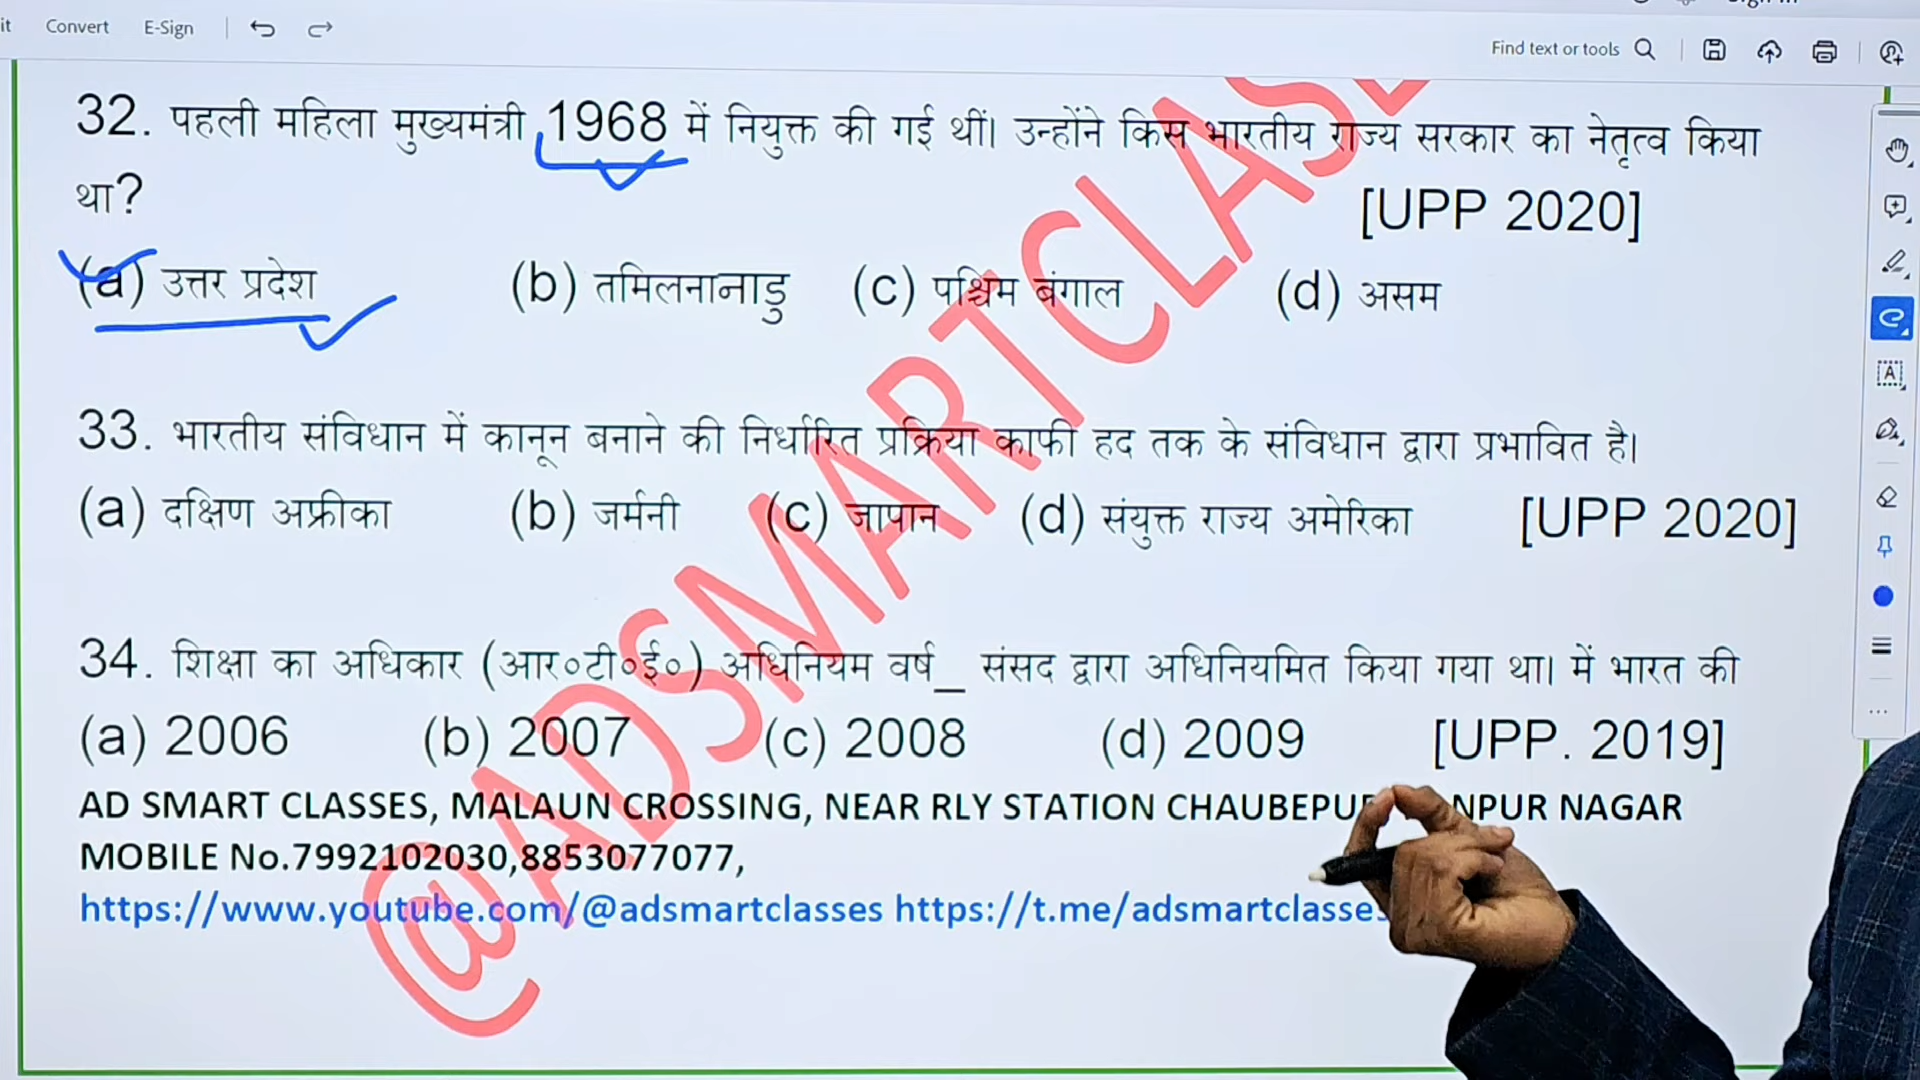 Convert E-Sign
Find text or tools
32. पहली महिला मुख्यमंत्री 1968 में नियुक्त की गई थीं। उन्होंने किस भारतीय राज्य सरकार का नेतृत्व किया
था? [UPP 2020]
(a) उत्तर प्रदेश (b) तमिलनानाडु (c) पश्चिम बंगाल (d) असम
33. भारतीय संविधान में कानून बनाने की निर्धारित प्रक्रिया काफी हद तक के संविधान द्वारा प्रभावित है।
(a) दक्षिण अफ्रीका (b) जर्मनी (c) जापान (d) संयुक्त राज्य अमेरिका [UPP 2020]
34. शिक्षा का अधिकार (आर०टी०ई०) अधिनियम वर्ष_ संसद द्वारा अधिनियमित किया गया था। में भारत की
(a) 2006 (b) 2007 (c) 2008 (d) 2009 [UPP. 2019]
AD SMART CLASSES, MALAUN CROSSING, NEAR RLY STATION NAGAR
MOBILE No.7992102030,8853077077,
https://www.youtube.com/@adsmartclasses https://t.me/adsmartclasses